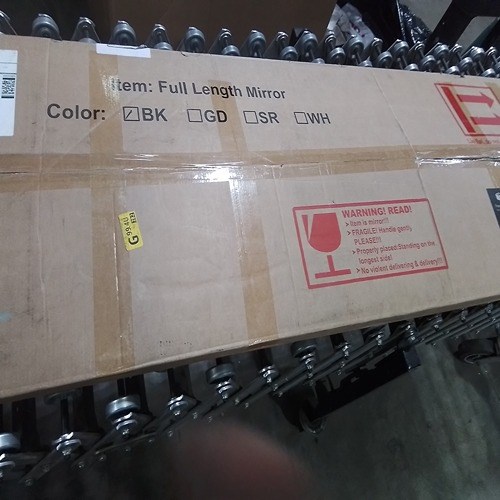 Item: Full Length Mirror
Color: ☑BK ☐GD ☐SR ☐WH
WARNING! READ!
> Item is mirror!!!
> FRAGILE! Handle gently
PLEASE!!!
> Properly placed:Standing on the
longest side!
> No violent delivering & delivery!!!
G